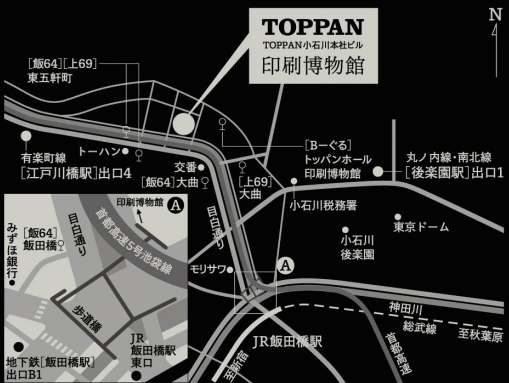 TOPPAN
TOPPAN小石川本社ビル
印刷博物館
N
[飯64][上69]
東五軒町
有楽町線
[江戸川橋駅]出口4
トーハン
交番
[飯64]大曲
[上69]
大曲
[Bーぐる]
トッパンホール
印刷博物館
丸ノ内線・南北線
[後楽園駅]出口1
小石川税務署
東京ドーム
小石川
後楽園
目白通り
モリサワ
A
神田川
総武線
至秋葉原
首都高速
JR飯田橋駅
至新宿
印刷博物館
A
目白通り
首都高速5号池袋線
[飯64]
飯田橋
みずほ銀行
歩道橋
JR
飯田橋駅
東口
地下鉄[飯田橋駅]
出口B1